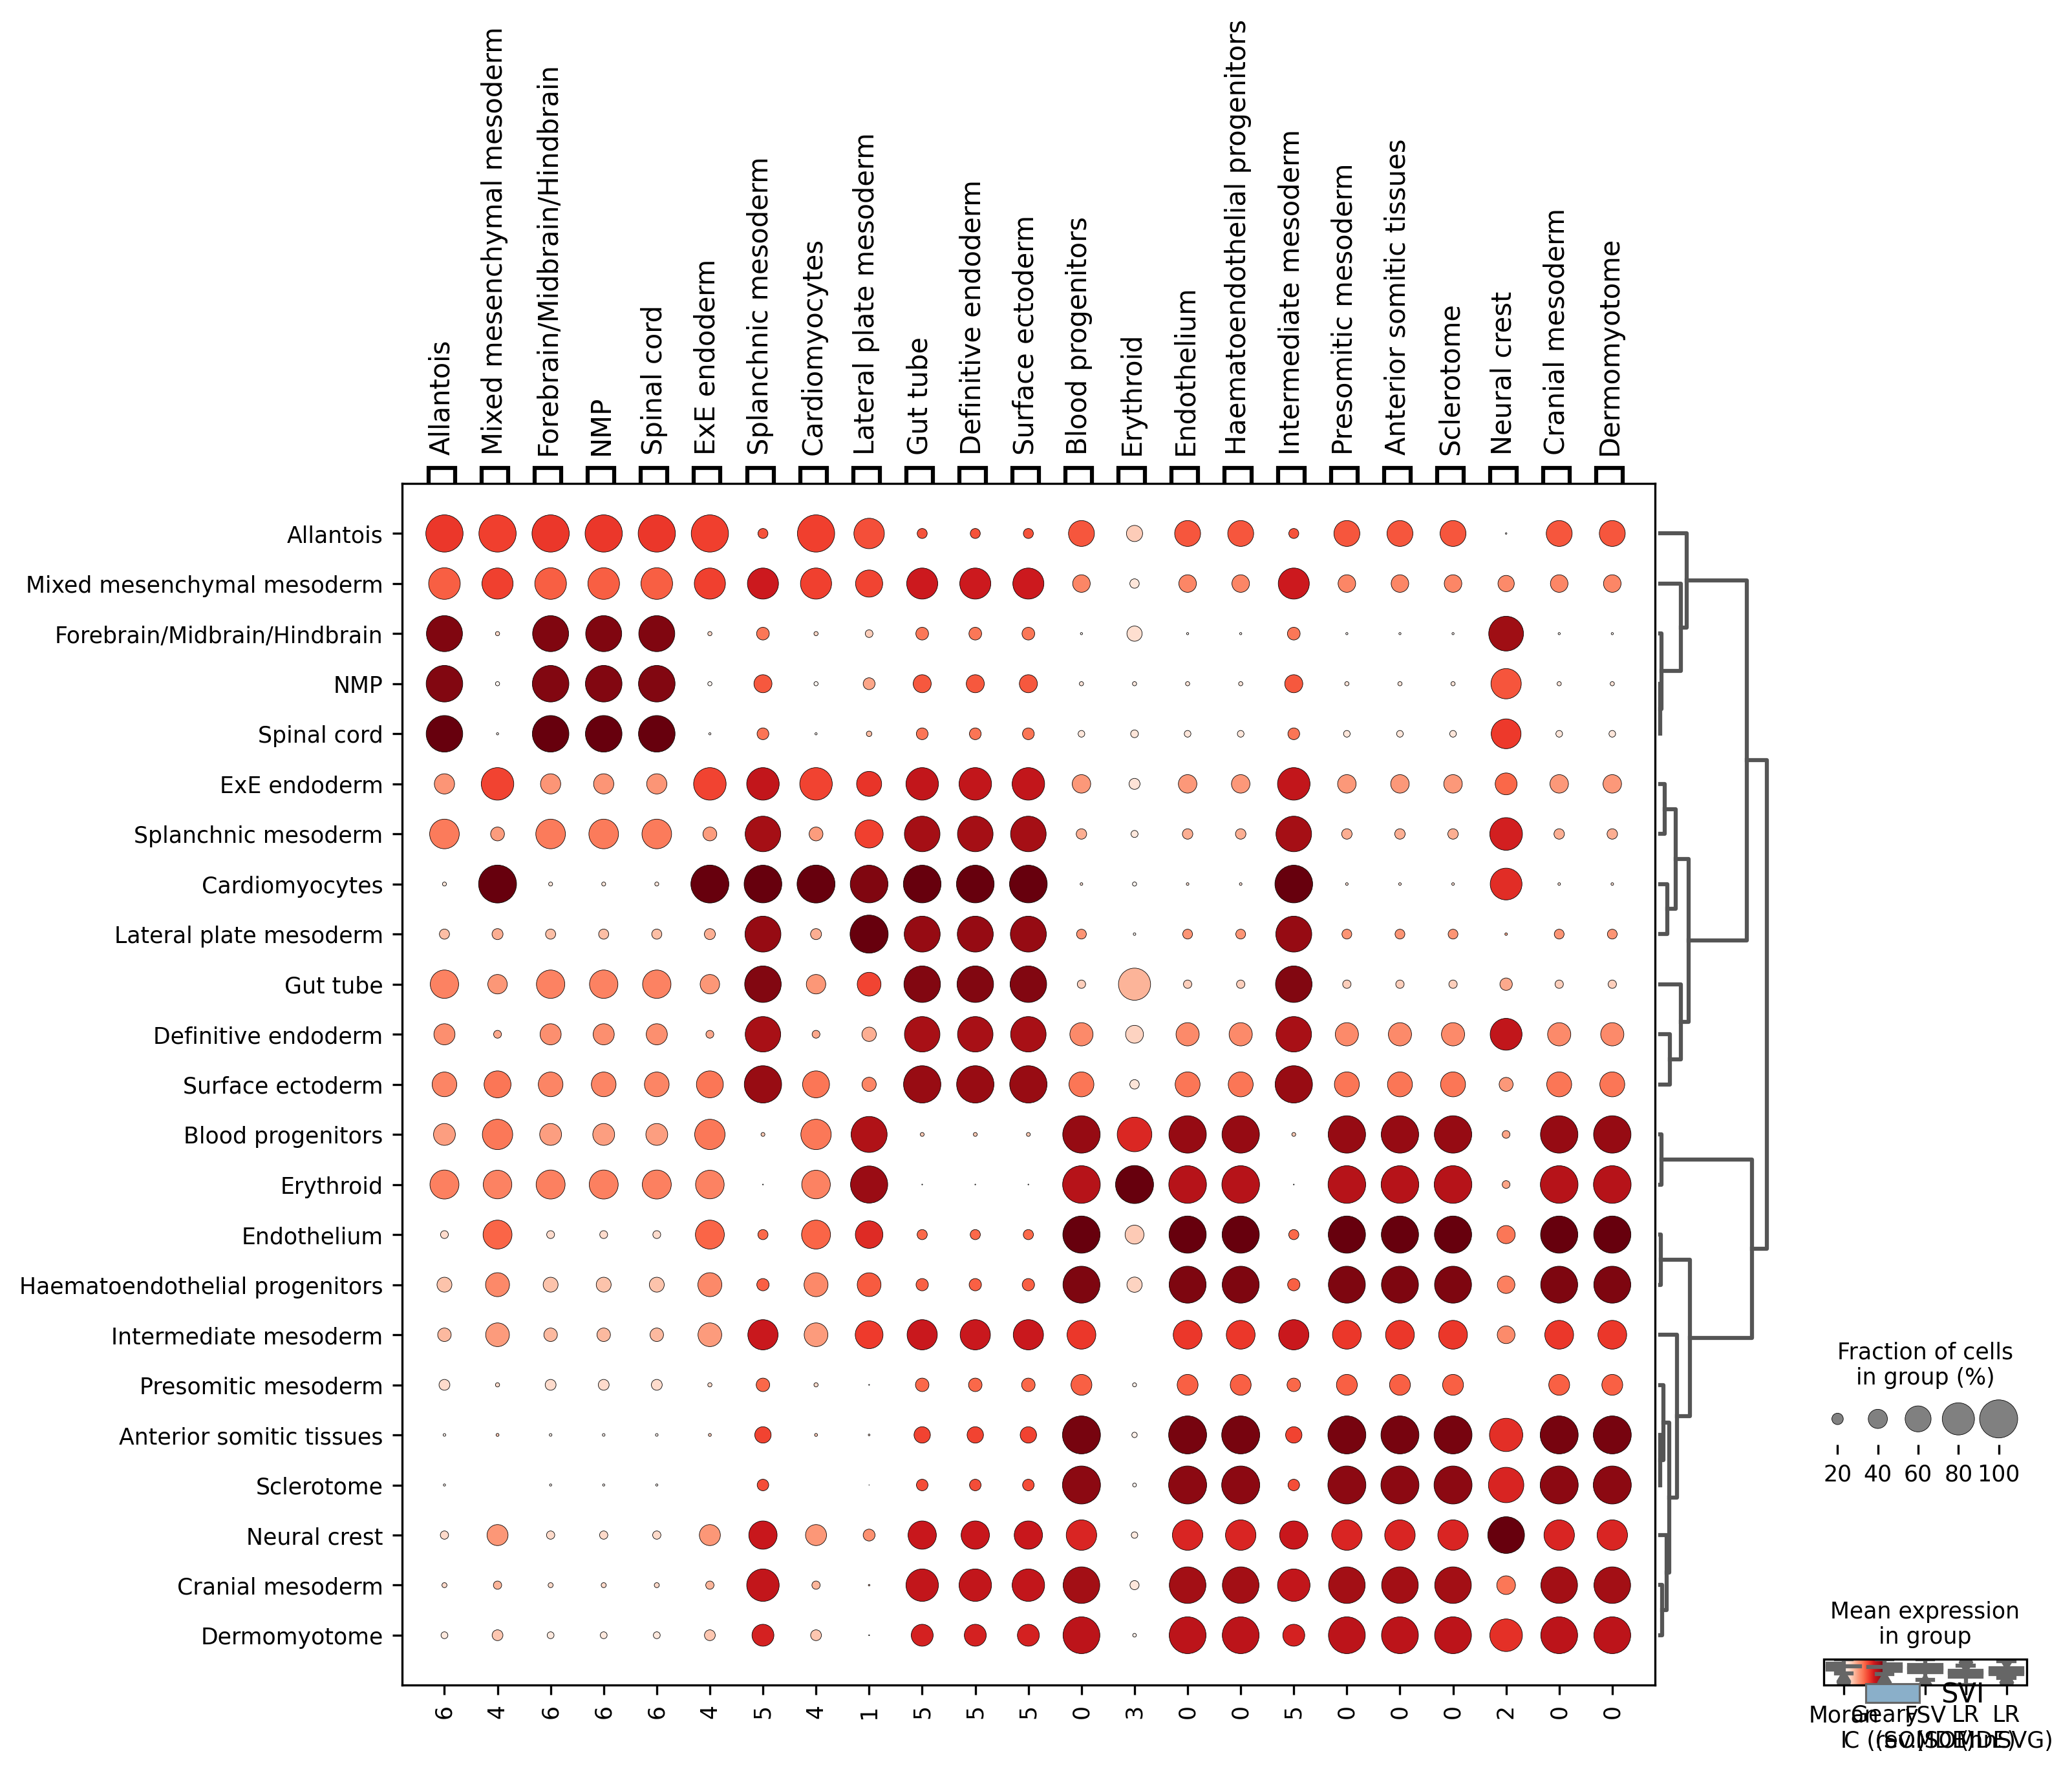 Allantois
Mixed mesenchymal mesoderm
Forebrain/Midbrain/Hindbrain
NMP
Spinal cord
ExE endoderm
Splanchnic mesoderm
Cardiomyocytes
Lateral plate mesoderm
Gut tube
Definitive endoderm
Surface ectoderm
Blood progenitors
Erythroid
Endothelium
Haematoendothelial progenitors
Intermediate mesoderm
Presomitic mesoderm
Anterior somitic tissues
Sclerotome
Neural crest
Cranial mesoderm
Dermomyotome
Allantois
Mixed mesenchymal mesoderm
Forebrain/Midbrain/Hindbrain
NMP
Spinal cord
ExE endoderm
Splanchnic mesoderm
Cardiomyocytes
Lateral plate mesoderm
Gut tube
Definitive endoderm
Surface ectoderm
Blood progenitors
Erythroid
Endothelium
Haematoendothelial progenitors
Intermediate mesoderm
Presomitic mesoderm
Anterior somitic tissues
Sclerotome
Neural crest
Cranial mesoderm
Dermomyotome
6 4 6 6 6 4 5 4 1 5 5 5 0 3 0 0 5 0 0 0 2 0 0
Fraction of cells
in group (%)
20 40 60 80 100
Mean expression
in group
SVI
Moran Geary FSV LR LR
I C